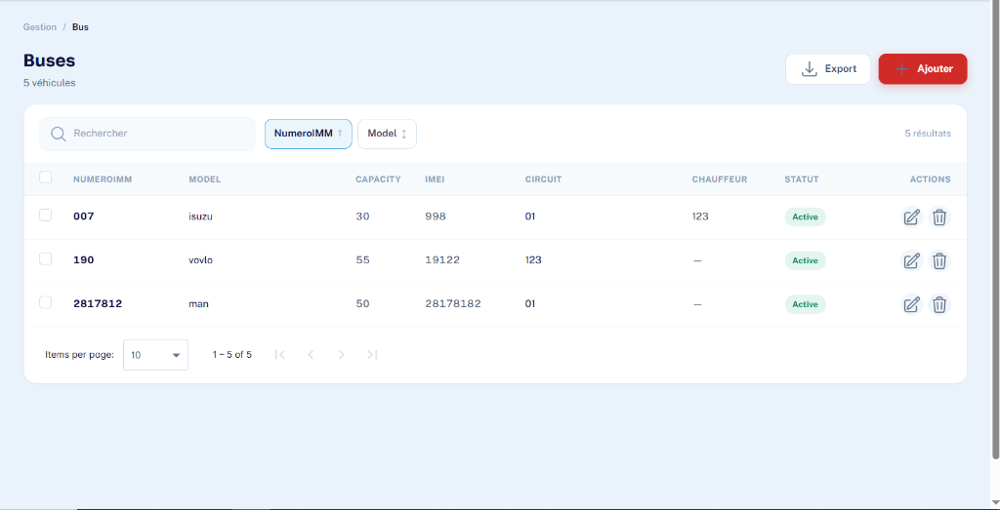 Gestion / Bus
Buses
5 véhicules
Export
Ajouter
Rechercher
NumeroIMM ↑
Model ↕
5 résultats
NUMEROIMM MODEL CAPACITY IMEI CIRCUIT CHAUFFEUR STATUT ACTIONS
007 isuzu 30 998 01 123 Active
190 vovlo 55 19122 123 — Active
2817812 man 50 28178182 01 — Active
Items per page: 10 1 – 5 of 5